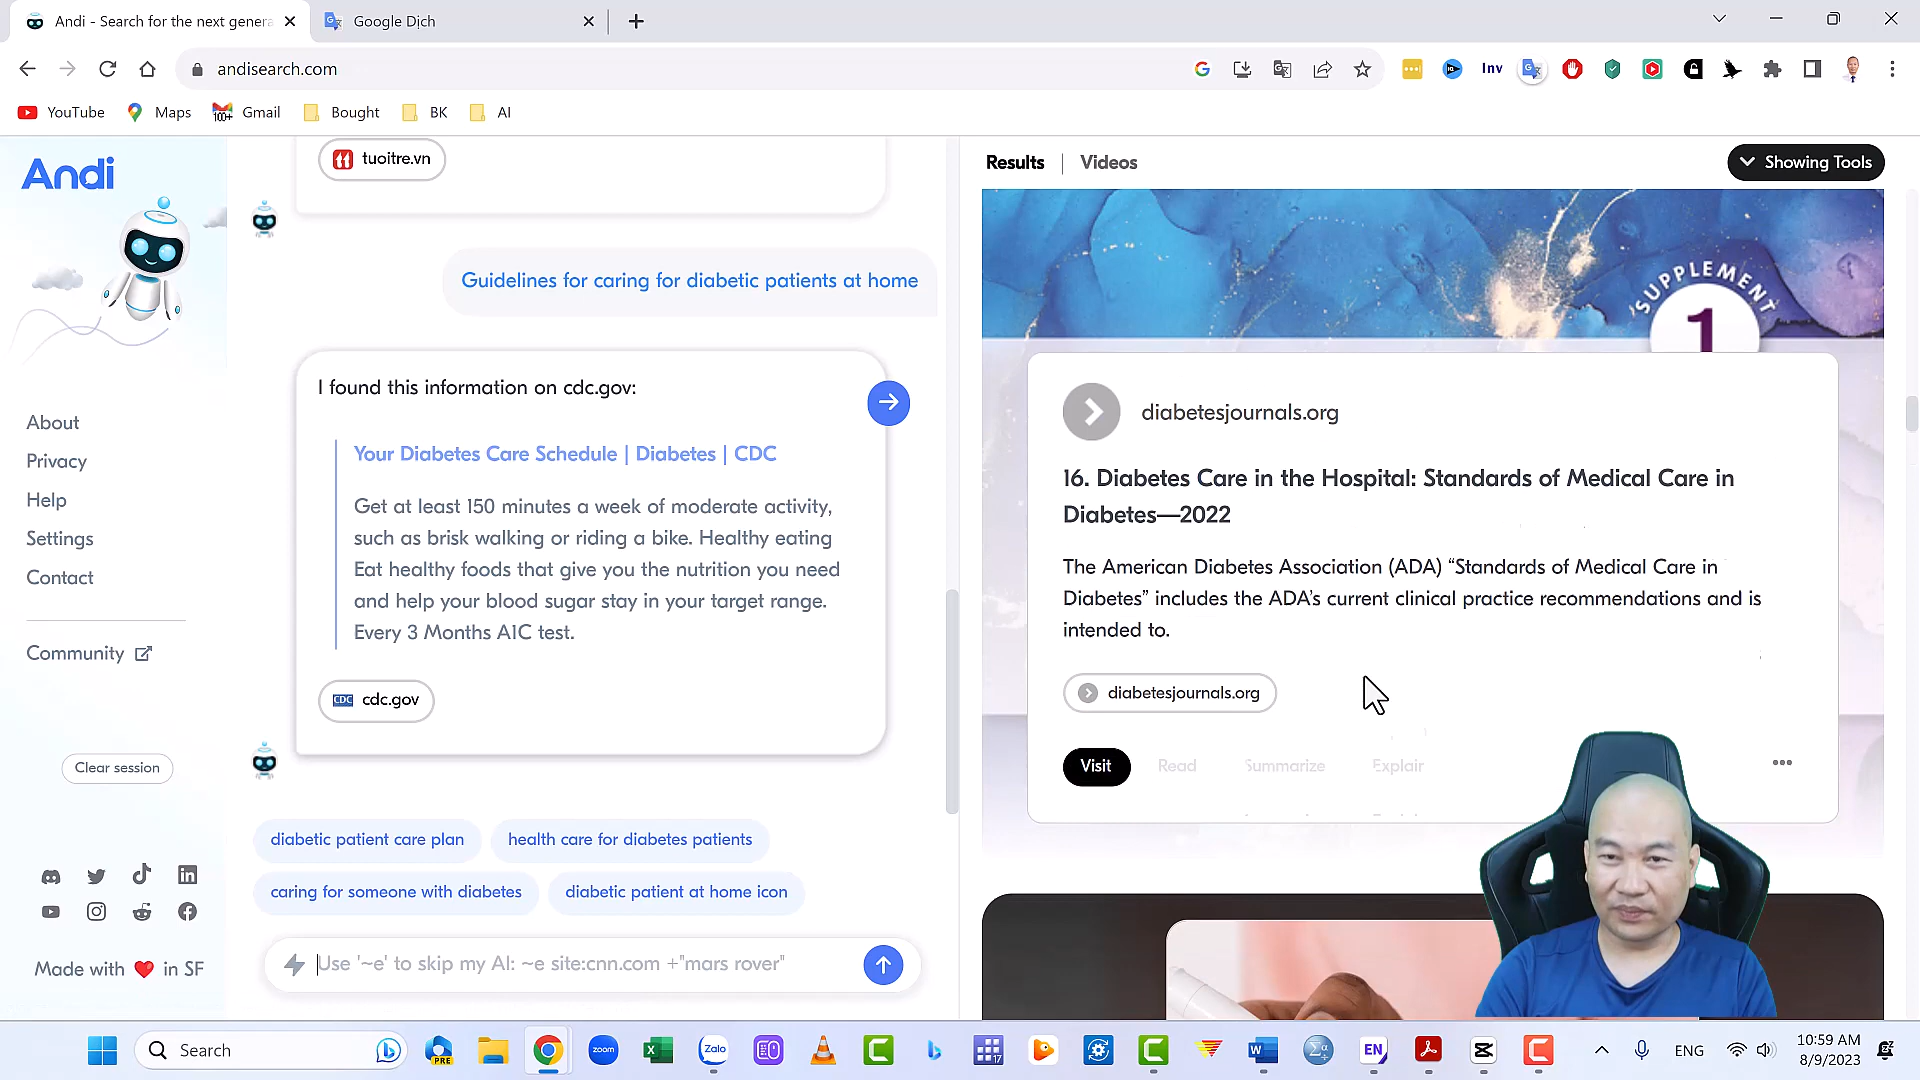 Andi - Search for the next genera
Google Dịch
andisearch.com
Inv
YouTube
Maps
100+
Gmail
Bought
BK
AI
Andi
About
Privacy
Help
Settings
Contact
Community
Clear session
Made with ❤ in SF
tuoitre.vn
Guidelines for caring for diabetic patients at home
I found this information on cdc.gov:
Your Diabetes Care Schedule | Diabetes | CDC
Get at least 150 minutes a week of moderate activity,
such as brisk walking or riding a bike. Healthy eating
Eat healthy foods that give you the nutrition you need
and help your blood sugar stay in your target range.
Every 3 Months A1C test.
CDC
cdc.gov
diabetic patient care plan
health care for diabetes patients
caring for someone with diabetes
diabetic patient at home icon
Use '~e' to skip my AI: ~e site:cnn.com +"mars rover"
Results | Videos
Showing Tools
SUPPLEMENT
1
diabetesjournals.org
16. Diabetes Care in the Hospital: Standards of Medical Care in
Diabetes—2022
The American Diabetes Association (ADA) “Standards of Medical Care in
Diabetes” includes the ADA’s current clinical practice recommendations and is
intended to.
diabetesjournals.org
Visit
Read
Summarize
Explain
Search
PRE
zoom
Zalo
17
EN
ENG
10:59 AM
8/9/2023